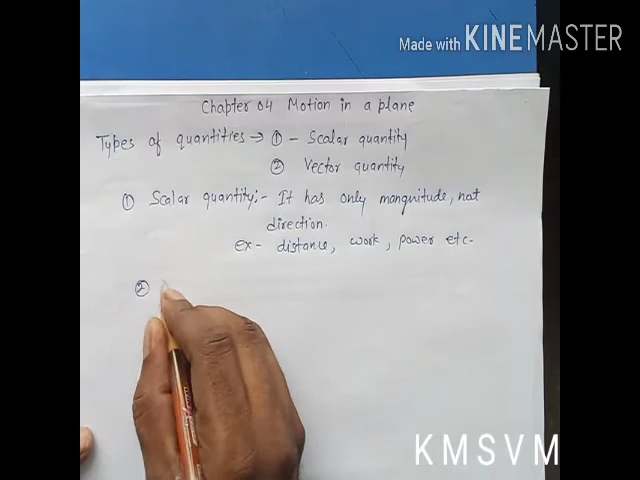 Made with KINEMASTER
Chapter 04 Motion in a plane
Types of quantities → ① - Scalar quantity
② Vector quantity
① Scalar quantity:- It has only mangnitude, not
direction.
ex- distance, work, power etc.
②
KMSVM